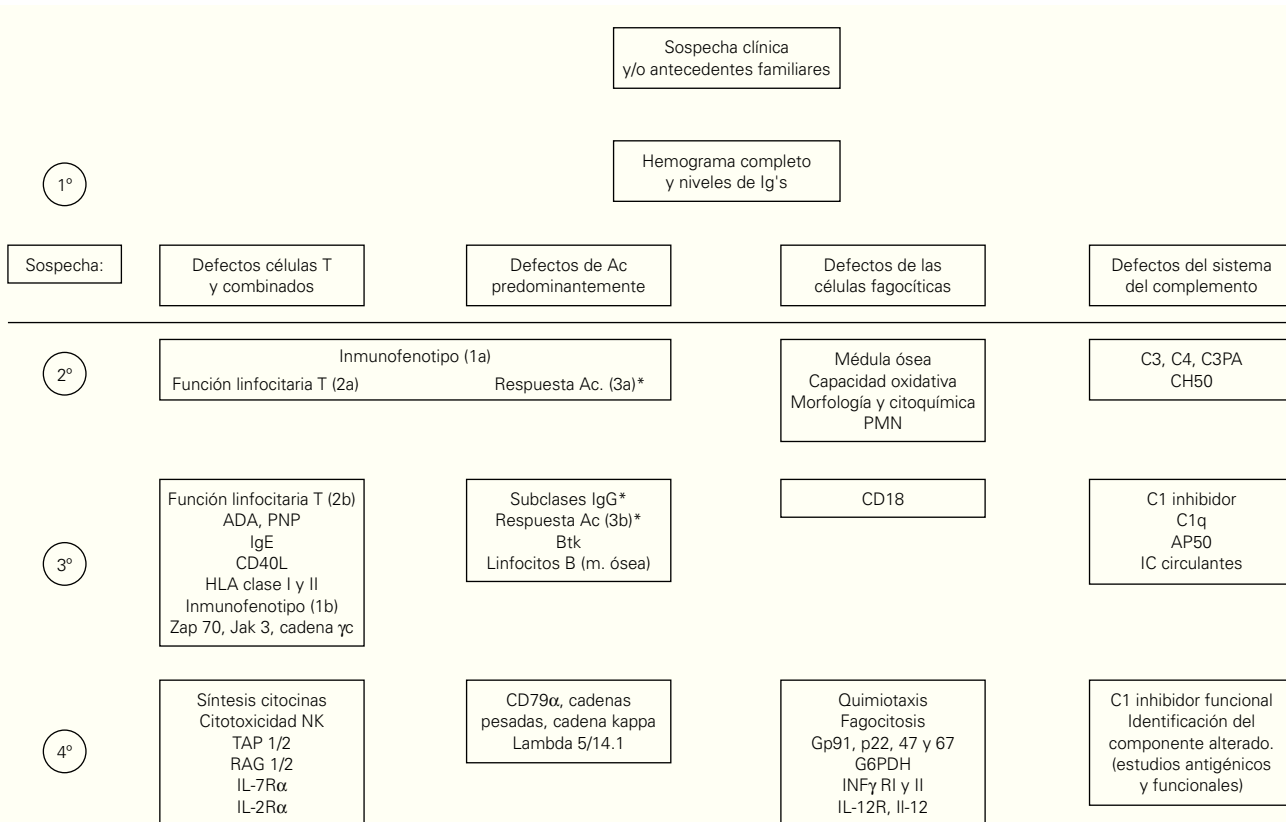 Sospecha clínica
y/o antecedentes familiares
1º
Hemograma completo
y niveles de Ig's
Sospecha:
Defectos células T
y combinados
Defectos de Ac
predominantemente
Defectos de las
células fagocíticas
Defectos del sistema
del complemento
2º
Inmunofenotipo (1a)
Función linfocitaria T (2a)
Respuesta Ac. (3a)*
Médula ósea
Capacidad oxidativa
Morfología y citoquímica
PMN
C3, C4, C3PA
CH50
3º
Función linfocitaria T (2b)
ADA, PNP
IgE
CD40L
HLA clase I y II
Inmunofenotipo (1b)
Zap 70, Jak 3, cadena γc
Subclases IgG*
Respuesta Ac (3b)*
Btk
Linfocitos B (m. ósea)
CD18
C1 inhibidor
C1q
AP50
IC circulantes
4º
Síntesis citocinas
Citotoxicidad NK
TAP 1/2
RAG 1/2
IL-7Rα
IL-2Rα
CD79α, cadenas
pesadas, cadena kappa
Lambda 5/14.1
Quimiotaxis
Fagocitosis
Gp91, p22, 47 y 67
G6PDH
INFγ RI y II
IL-12R, Il-12
C1 inhibidor funcional
Identificación del
componente alterado.
(estudios antigénicos
y funcionales)